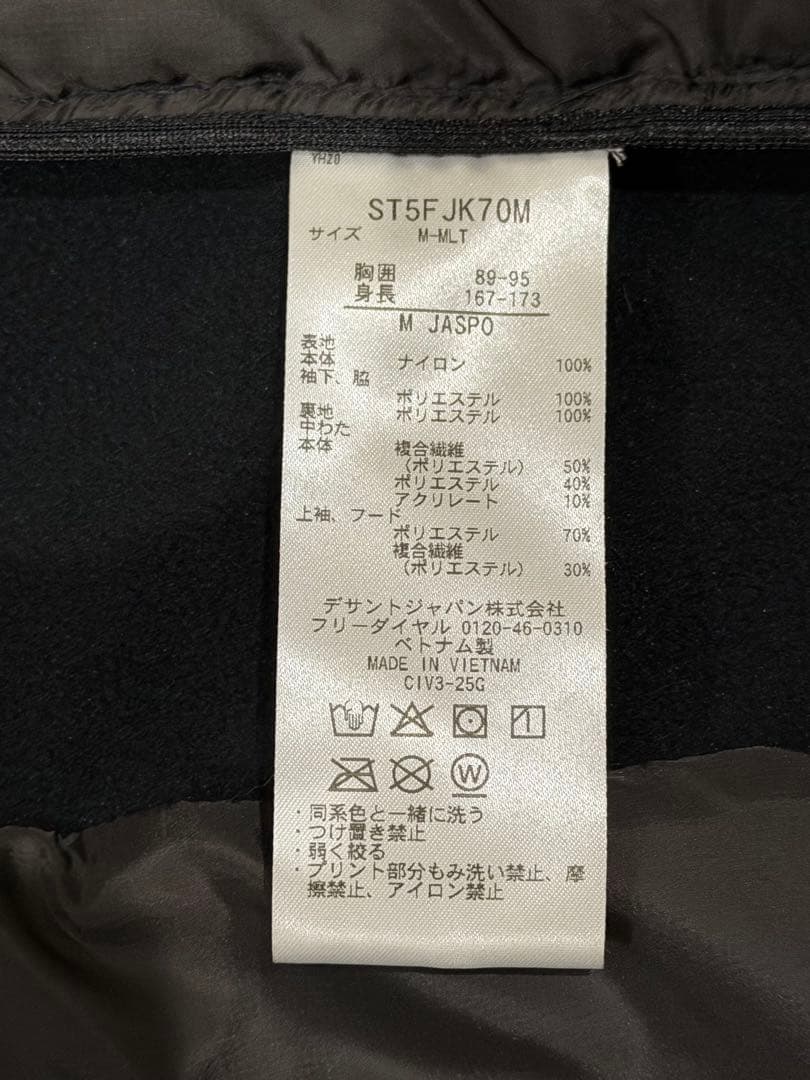 YHZ0
ST5FJK70M
サイズ M-MLT
胸囲 89-95
身長 167-173
M JASPO
表地
本体 ナイロン 100%
袖下、脇
ポリエステル 100%
裏地 ポリエステル 100%
中わた
本体 複合繊維
(ポリエステル) 50%
ポリエステル 40%
アクリレート 10%
上袖、フード
ポリエステル 70%
複合繊維
(ポリエステル) 30%
デサントジャパン株式会社
フリーダイヤル 0120-46-0310
ベトナム製
MADE IN VIETNAM
CIV3-25G
W
・同系色と一緒に洗う
・つけ置き禁止
・弱く絞る
・プリント部分もみ洗い禁止、摩
擦禁止、アイロン禁止